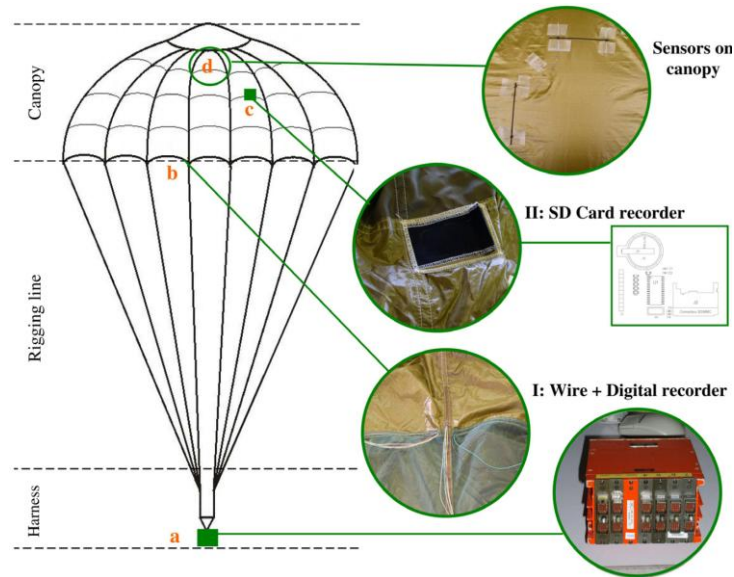 Canopy
Rigging line
Harness
a
b
c
d
Sensors on
canopy
II: SD Card recorder
I: Wire + Digital recorder